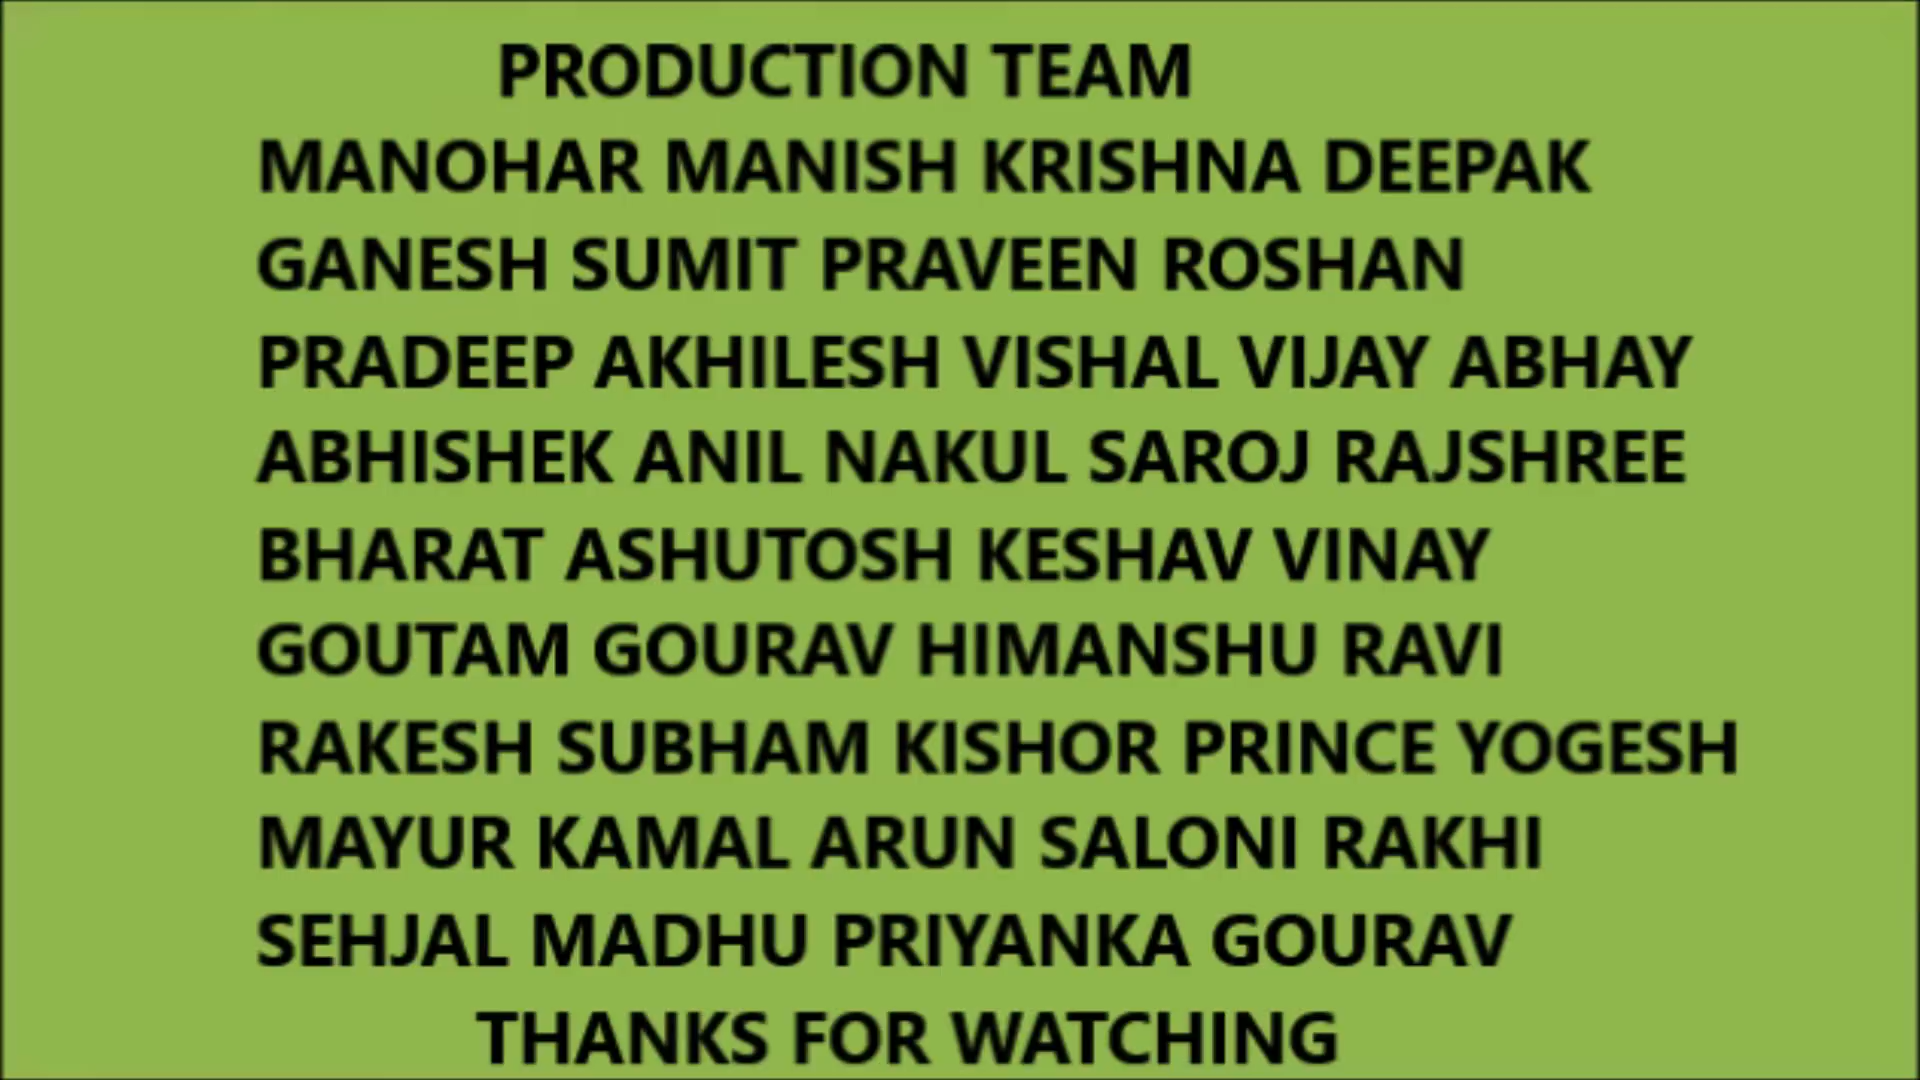 PRODUCTION TEAM
MANOHAR MANISH KRISHNA DEEPAK
GANESH SUMIT PRAVEEN ROSHAN
PRADEEP AKHILESH VISHAL VIJAY ABHAY
ABHISHEK ANIL NAKUL SAROJ RAJSHREE
BHARAT ASHUTOSH KESHAV VINAY
GOUTAM GOURAV HIMANSHU RAVI
RAKESH SUBHAM KISHOR PRINCE YOGESH
MAYUR KAMAL ARUN SALONI RAKHI
SEHJAL MADHU PRIYANKA GOURAV
THANKS FOR WATCHING